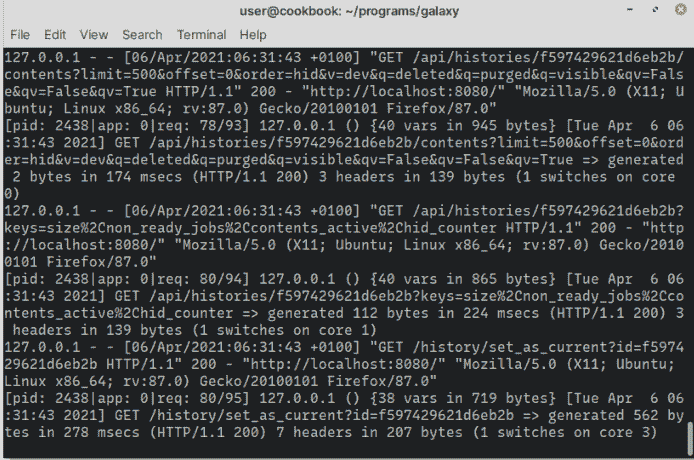 user@cookbook: ~/programs/galaxy
File Edit View Search Terminal Help
127.0.0.1 - - [06/Apr/2021:06:31:43 +0100] "GET /api/histories/f597429621d6eb2b/
contents?limit=500&offset=0&order=hid&v=dev&q=deleted&q=purged&q=visible&qv=Fals
e&qv=False&qv=True HTTP/1.1" 200 - "http://localhost:8080/" "Mozilla/5.0 (X11; U
buntu; Linux x86_64; rv:87.0) Gecko/20100101 Firefox/87.0"
[pid: 2438|app: 0|req: 78/93] 127.0.0.1 () {40 vars in 945 bytes} [Tue Apr  6 06
:31:43 2021] GET /api/histories/f597429621d6eb2b/contents?limit=500&offset=0&ord
er=hid&v=dev&q=deleted&q=purged&q=visible&qv=False&qv=False&qv=True => generated
 2 bytes in 174 msecs (HTTP/1.1 200) 3 headers in 139 bytes (1 switches on core 
0)
127.0.0.1 - - [06/Apr/2021:06:31:43 +0100] "GET /api/histories/f597429621d6eb2b?
keys=size%2Cnon_ready_jobs%2Ccontents_active%2Chid_counter HTTP/1.1" 200 - "http
://localhost:8080/" "Mozilla/5.0 (X11; Ubuntu; Linux x86_64; rv:87.0) Gecko/2010
0101 Firefox/87.0"
[pid: 2438|app: 0|req: 80/94] 127.0.0.1 () {40 vars in 865 bytes} [Tue Apr  6 06
:31:43 2021] GET /api/histories/f597429621d6eb2b?keys=size%2Cnon_ready_jobs%2Cco
ntents_active%2Chid_counter => generated 112 bytes in 224 msecs (HTTP/1.1 200) 3
 headers in 139 bytes (1 switches on core 1)
127.0.0.1 - - [06/Apr/2021:06:31:43 +0100] "GET /history/set_as_current?id=f5974
29621d6eb2b HTTP/1.1" 200 - "http://localhost:8080/" "Mozilla/5.0 (X11; Ubuntu; 
Linux x86_64; rv:87.0) Gecko/20100101 Firefox/87.0"
[pid: 2438|app: 0|req: 80/95] 127.0.0.1 () {38 vars in 719 bytes} [Tue Apr  6 06
:31:43 2021] GET /history/set_as_current?id=f597429621d6eb2b => generated 562 by
tes in 278 msecs (HTTP/1.1 200) 7 headers in 207 bytes (1 switches on core 3)